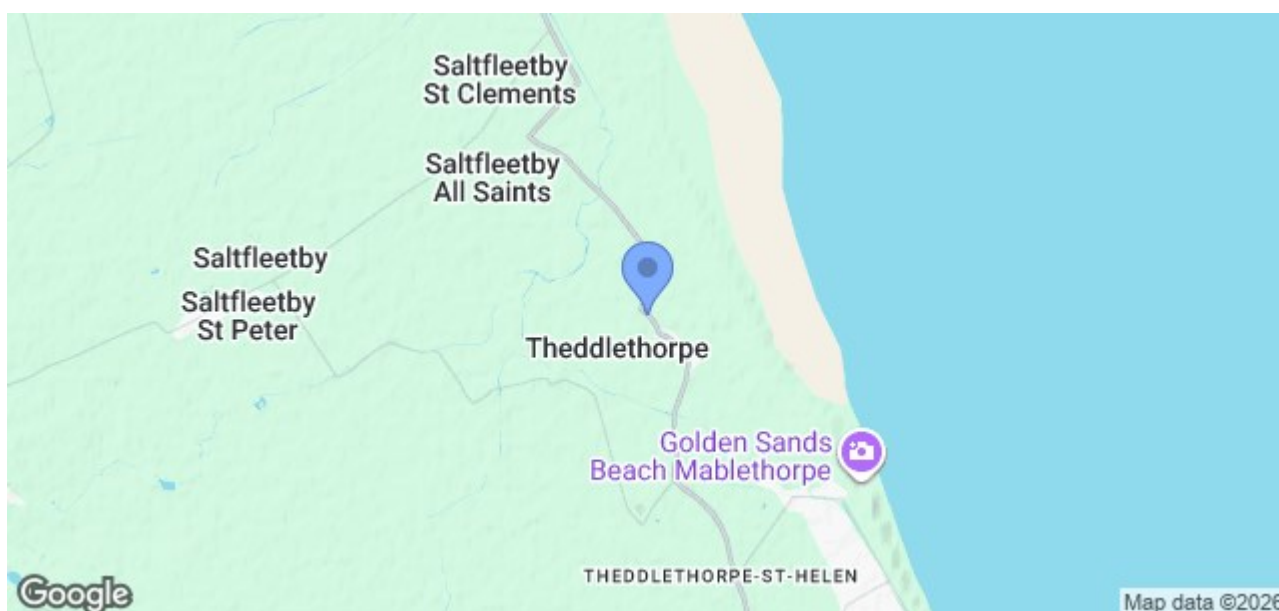 Saltfleetby
St Clements
Saltfleetby
All Saints
Saltfleetby
Saltfleetby
St Peter
Theddlethorpe
Golden Sands
Beach Mablethorpe
THEDDLETHORPE-ST-HELEN
Google
Map data ©2026